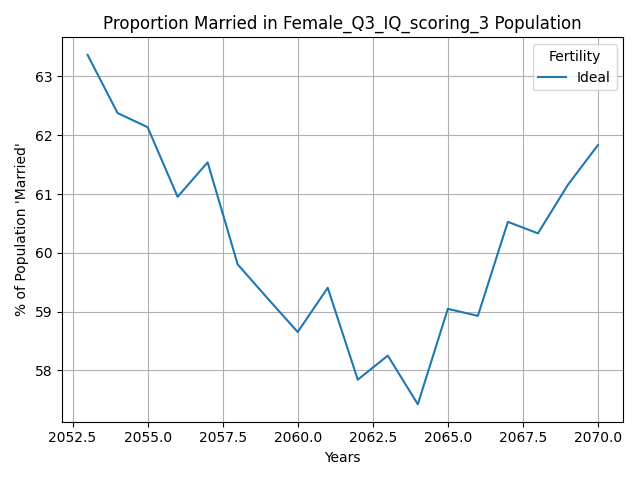 Proportion Married in Female_Q3_IQ_scoring_3 Population
Fertility
Ideal
% of Population 'Married'
63
62
61
60
59
58
2052.5 2055.0 2057.5 2060.0 2062.5 2065.0 2067.5 2070.0
Years